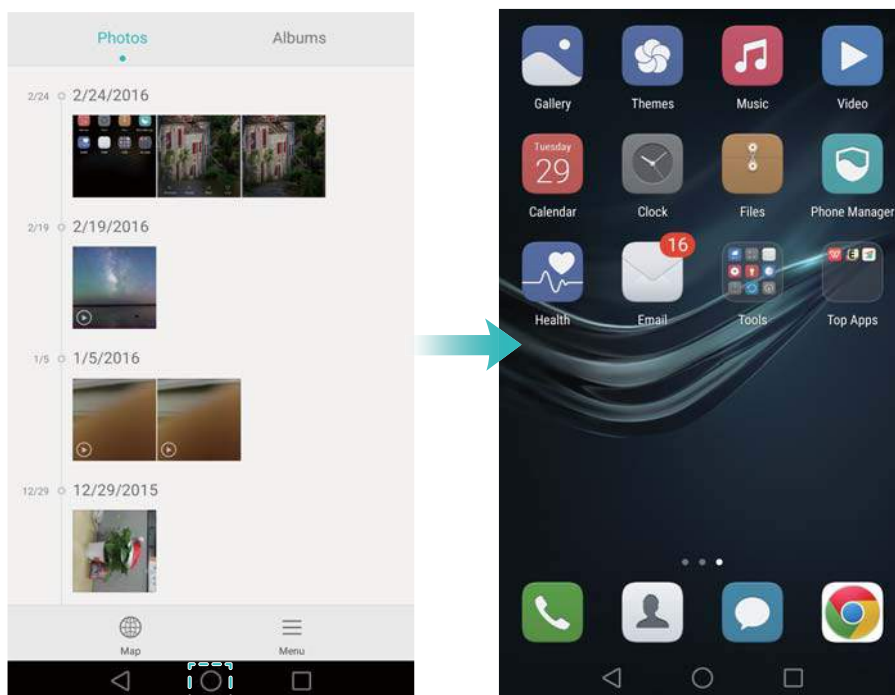 Photos Albums
2/24 2/24/2016
2/19 2/19/2016
1/5 1/5/2016
12/29 12/29/2015
Map Menu
Gallery Themes Music Video
Tuesday
29
Calendar Clock Files Phone Manager
16
Health Email Tools Top Apps